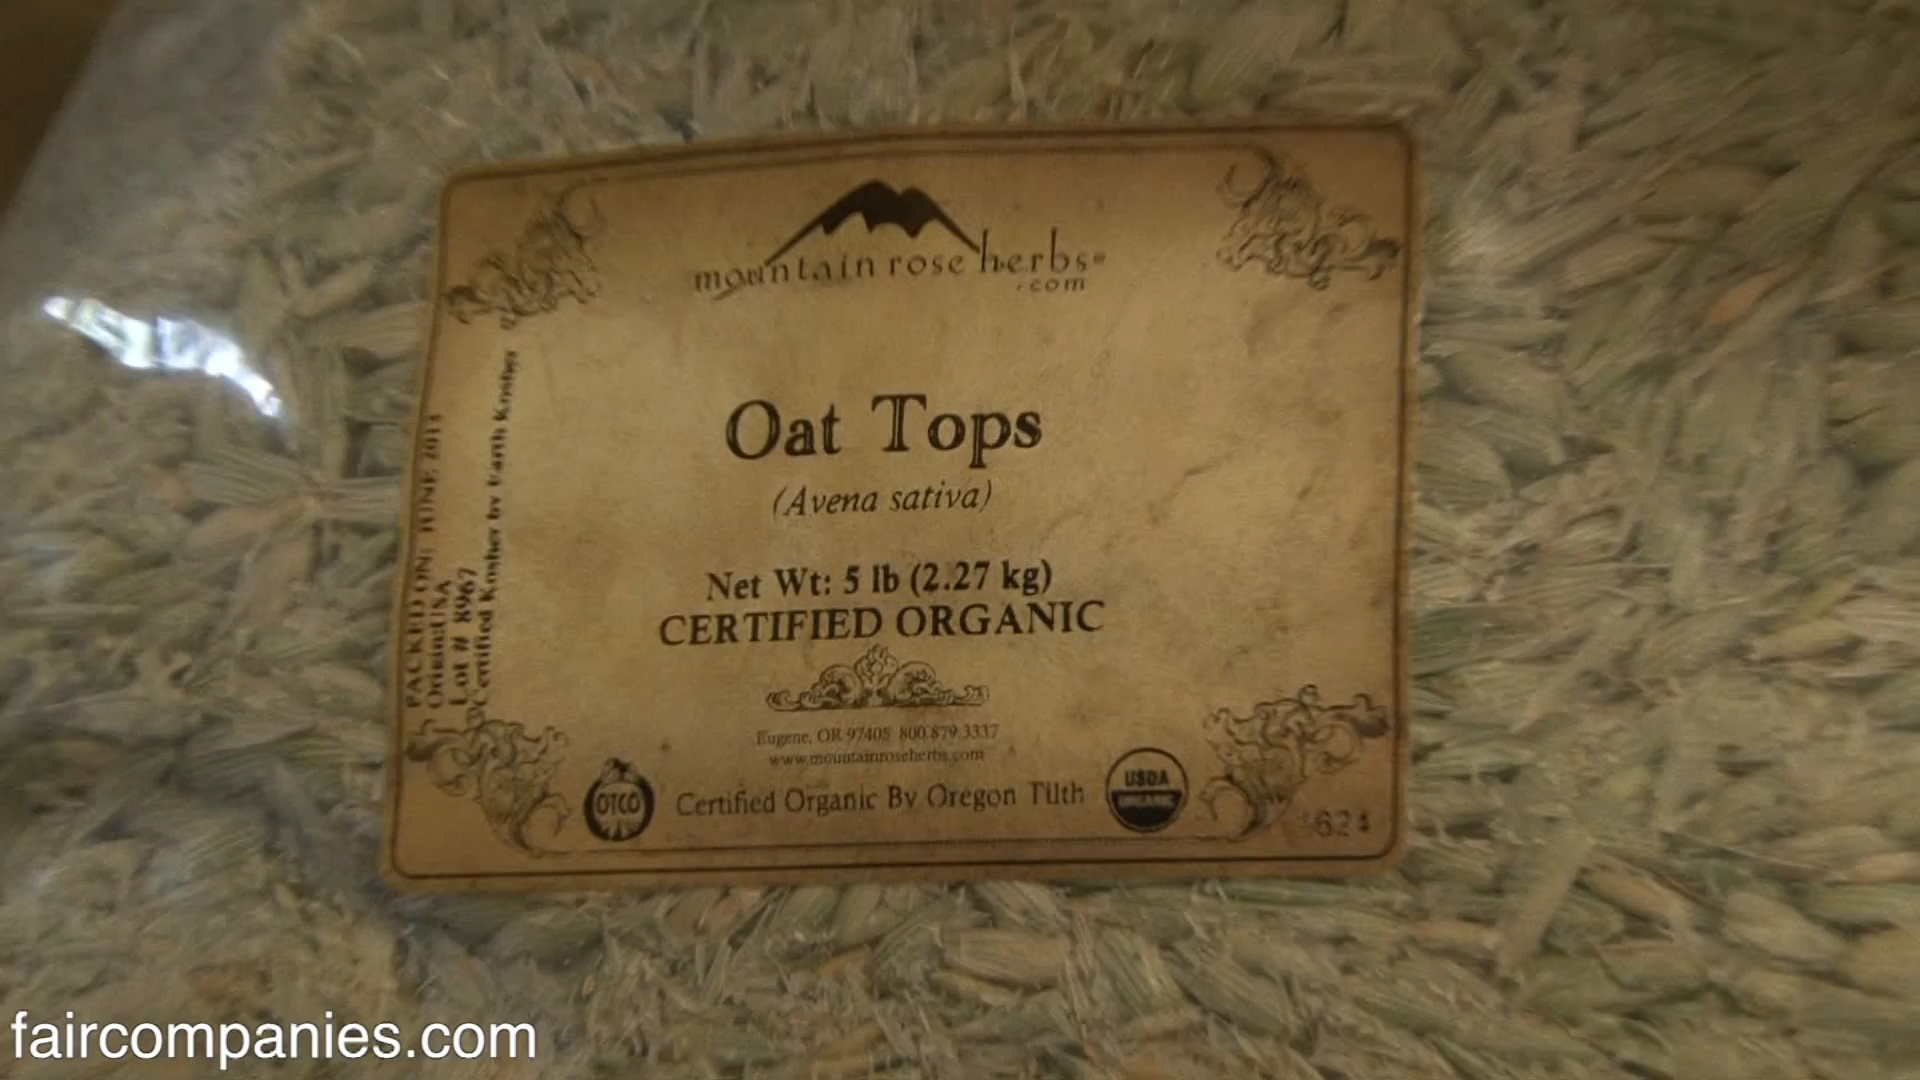 mountain rose herbs
.com
Oat Tops
(Avena sativa)
Net Wt: 5 lb (2.27 kg)
CERTIFIED ORGANIC
Eugene, OR 97405 800.879.3337
www.mountainroseherbs.com
OTCO
Certified Organic By Oregon Tilth
USDA
ORGANIC
PACKED ON: JUNE, 2013
Origin: USA
Lot # 8967
Certified Kosher by Earth Kosher
faircompanies.com